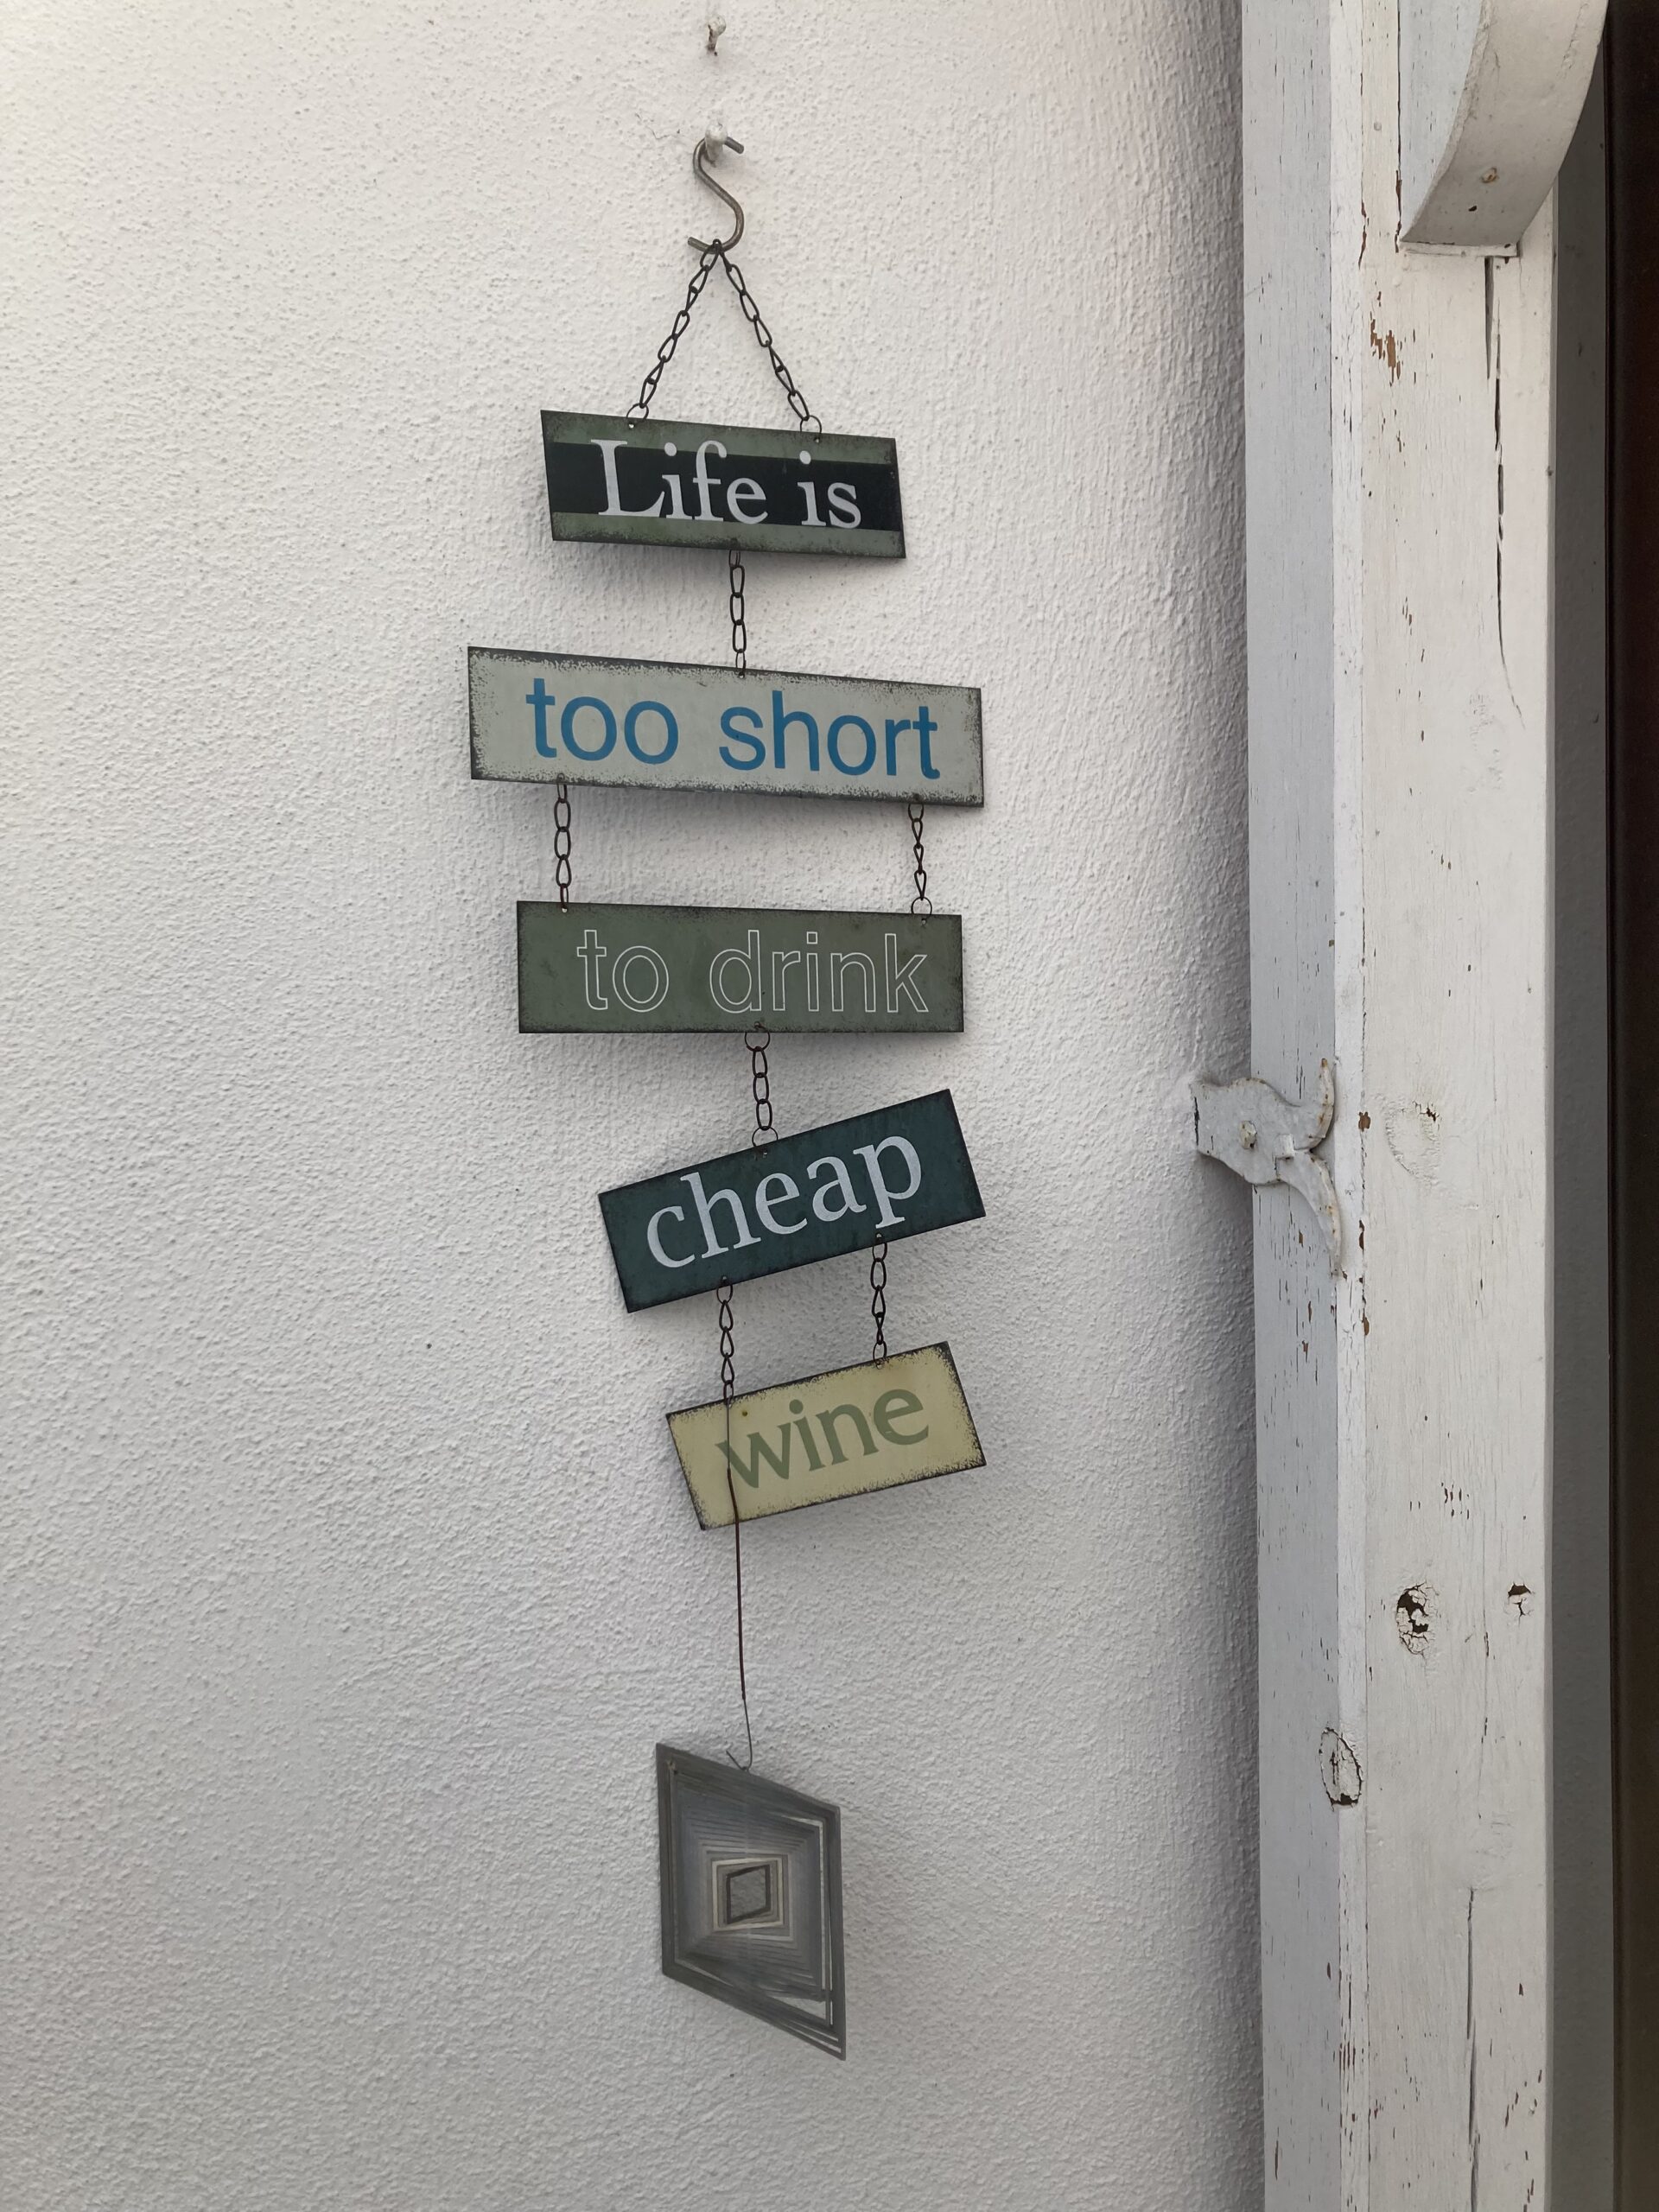 Life is
too short
to drink
cheap
wine